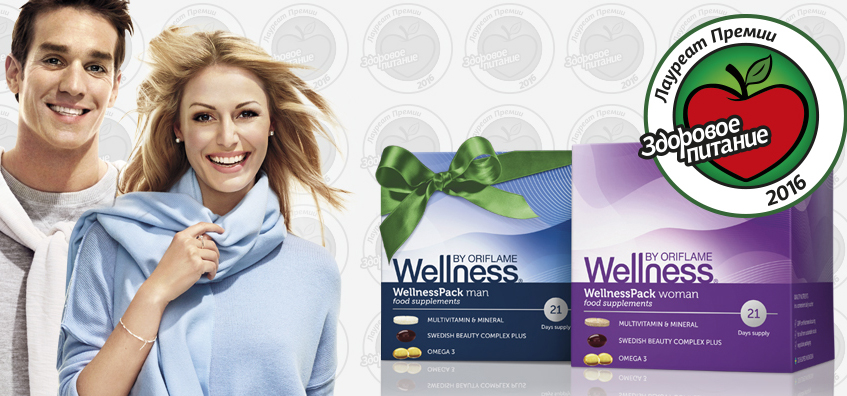 Лауреат Премии
Здоровое
питание
2016
BY ORIFLAME
Wellness®
WellnessPack man
food supplements
21
Days supply
MULTIVITAMIN & MINERAL
SWEDISH BEAUTY COMPLEX PLUS
OMEGA 3
BY ORIFLAME
Wellness®
WellnessPack woman
food supplements
21
Days supply
MULTIVITAMIN & MINERAL
SWEDISH BEAUTY COMPLEX PLUS
OMEGA 3